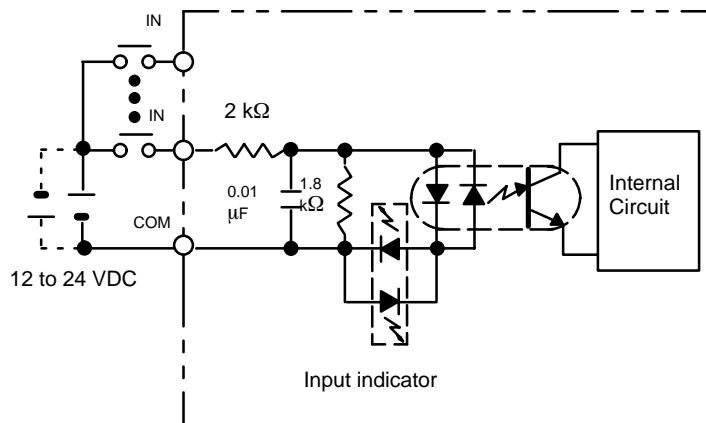 IN
IN
2 kΩ
0.01
µF
1.8
kΩ
COM
12 to 24 VDC
Internal
Circuit
Input indicator